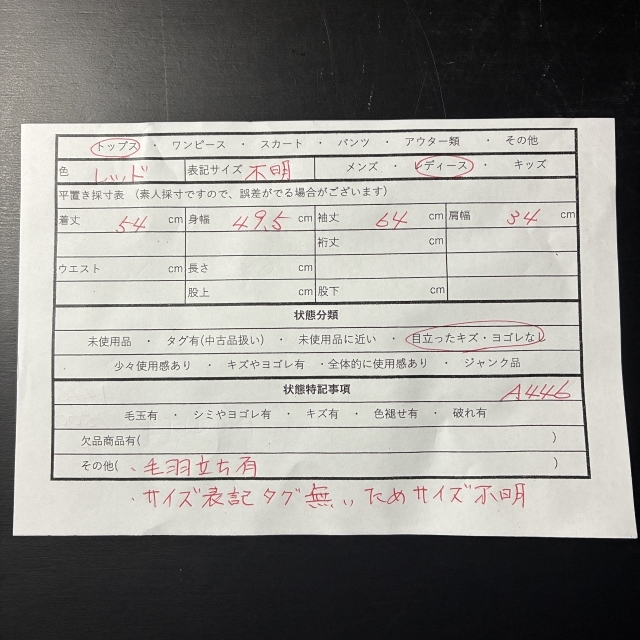 トップス ・ ワンピース ・ スカート ・ パンツ ・ アウター類 ・ その他
色 レッド 表記サイズ 不明 メンズ ・ レディース ・ キッズ
平置き採寸表 （素人採寸ですので、誤差がでる場合がございます）
着丈 54 cm 身幅 49.5 cm 袖丈 64 cm 肩幅 34 cm
裄丈 cm
ウエスト cm 長さ cm
股上 cm 股下 cm
状態分類
未使用品 ・ タグ有(中古品扱い) ・ 未使用品に近い ・ 目立ったキズ・ヨゴレなし
少々使用感あり ・ キズやヨゴレ有 ・全体的に使用感あり ・ ジャンク品
状態特記事項 A446
毛玉有 ・ シミやヨゴレ有 ・ キズ有 ・ 色褪せ有 ・ 破れ有
欠品商品有( )
その他( ・毛羽立ち有 )
・サイズ表記タグ無いためサイズ不明